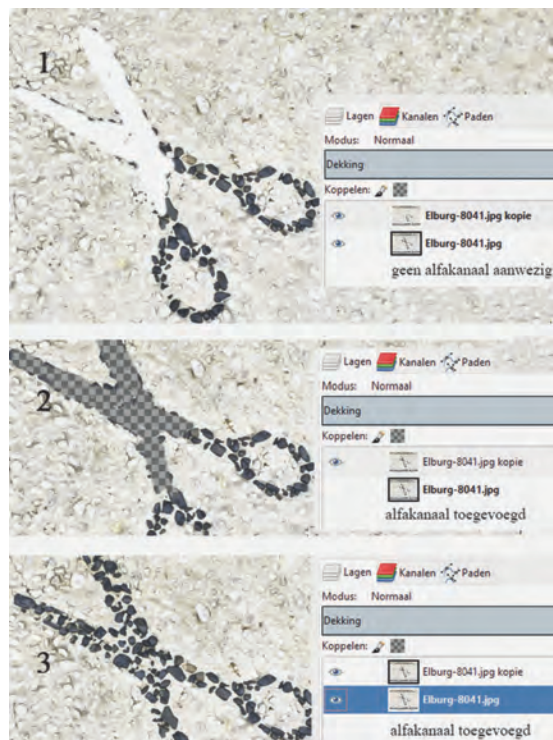 1
Lagen Kanalen Paden
Modus: Normaal
Dekking
Koppelen:
Elburg-8041.jpg kopie
Elburg-8041.jpg
geen alfakanaal aanwezig
2
Lagen Kanalen Paden
Modus: Normaal
Dekking
Koppelen:
Elburg-8041.jpg kopie
Elburg-8041.jpg
alfakanaal toegevoegd
3
Lagen Kanalen Paden
Modus: Normaal
Dekking
Koppelen:
Elburg-8041.jpg kopie
Elburg-8041.jpg
alfakanaal toegevoegd